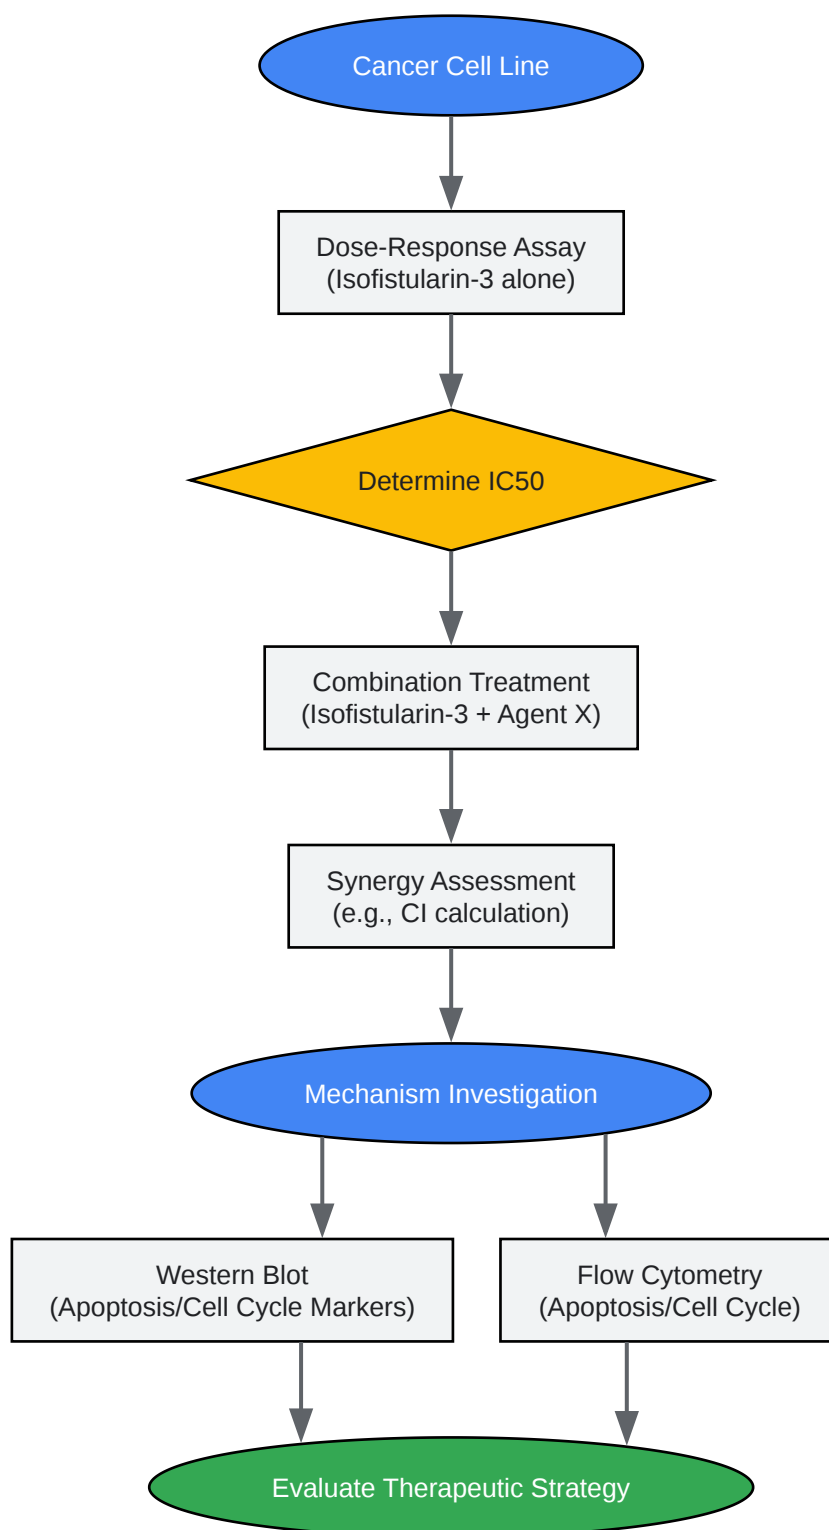 Cancer Cell Line
Dose-Response Assay
(Isofistularin-3 alone)
Determine IC50
Combination Treatment
(Isofistularin-3 + Agent X)
Synergy Assessment
(e.g., CI calculation)
Mechanism Investigation
Western Blot
(Apoptosis/Cell Cycle Markers)
Flow Cytometry
(Apoptosis/Cell Cycle)
Evaluate Therapeutic Strategy